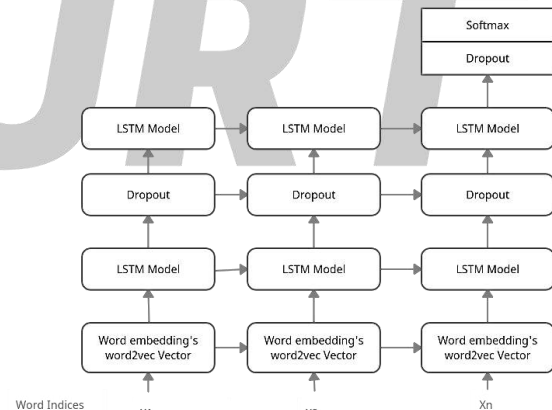 Softmax
Dropout
LSTM Model LSTM Model LSTM Model
Dropout Dropout Dropout
LSTM Model LSTM Model LSTM Model
Word embedding's Word embedding's Word embedding's
word2vec Vector word2vec Vector word2vec Vector
Word Indices Xn